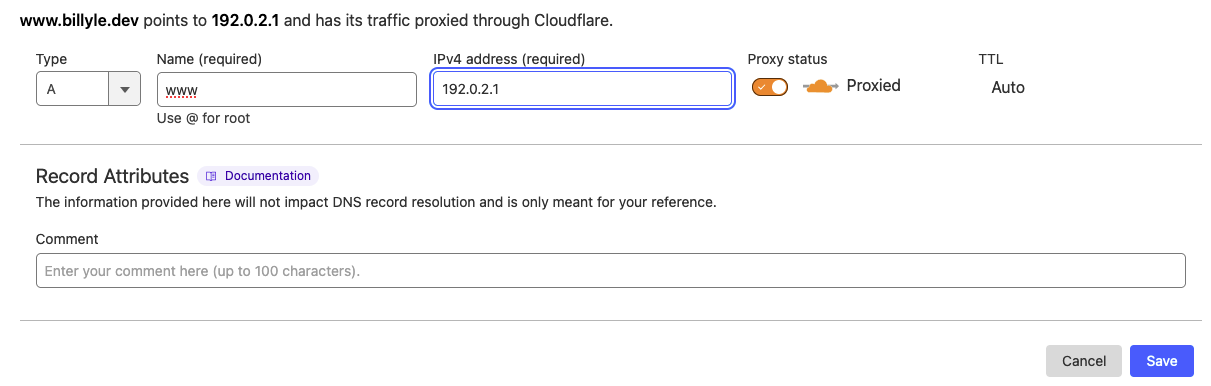 www.billyle.dev points to 192.0.2.1 and has its traffic proxied through Cloudflare.
Type Name (required) IPv4 address (required) Proxy status TTL
A www 192.0.2.1 Proxied Auto
Use @ for root
Record Attributes Documentation
The information provided here will not impact DNS record resolution and is only meant for your reference.
Comment
Enter your comment here (up to 100 characters).
Cancel Save